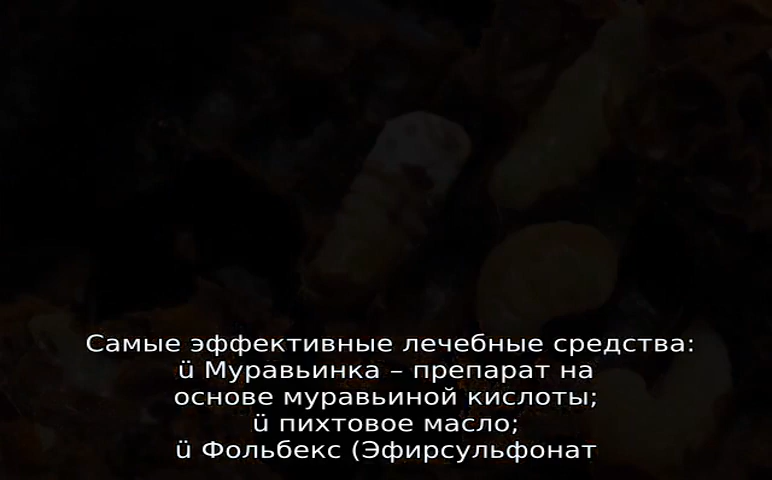 Самые эффективные лечебные средства:
ü Муравьинка – препарат на
основе муравьиной кислоты;
ü пихтовое масло;
ü Фольбекс (Эфирсульфонат